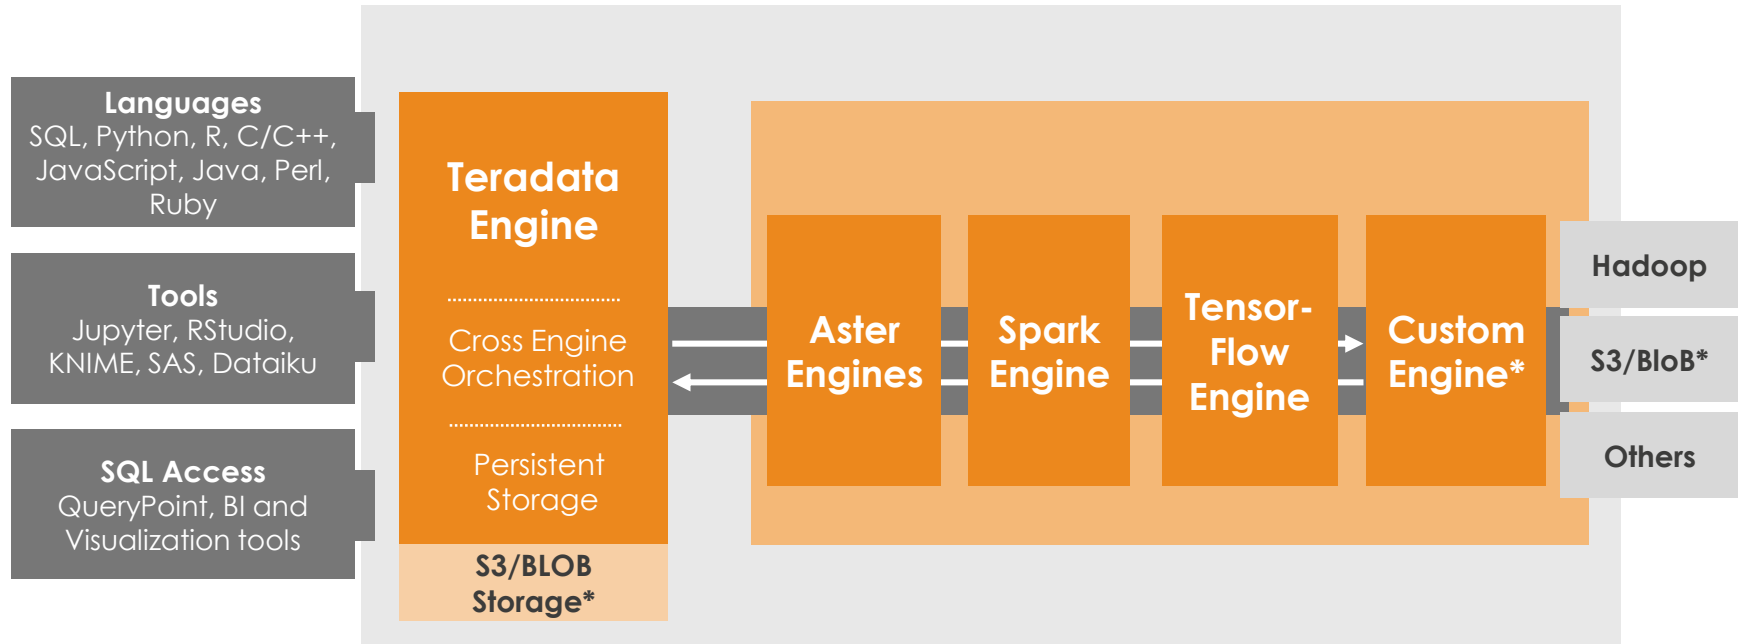 Languages
SQL, Python, R, C/C++,
JavaScript, Java, Perl,
Ruby
Tools
Jupyter, RStudio,
KNIME, SAS, Dataiku
SQL Access
QueryPoint, BI and
Visualization tools
Teradata
Engine
Cross Engine
Orchestration
Persistent
Storage
S3/BLOB
Storage*
Aster
Engines
Spark
Engine
Tensor-
Flow
Engine
Custom
Engine*
Hadoop
S3/BloB*
Others